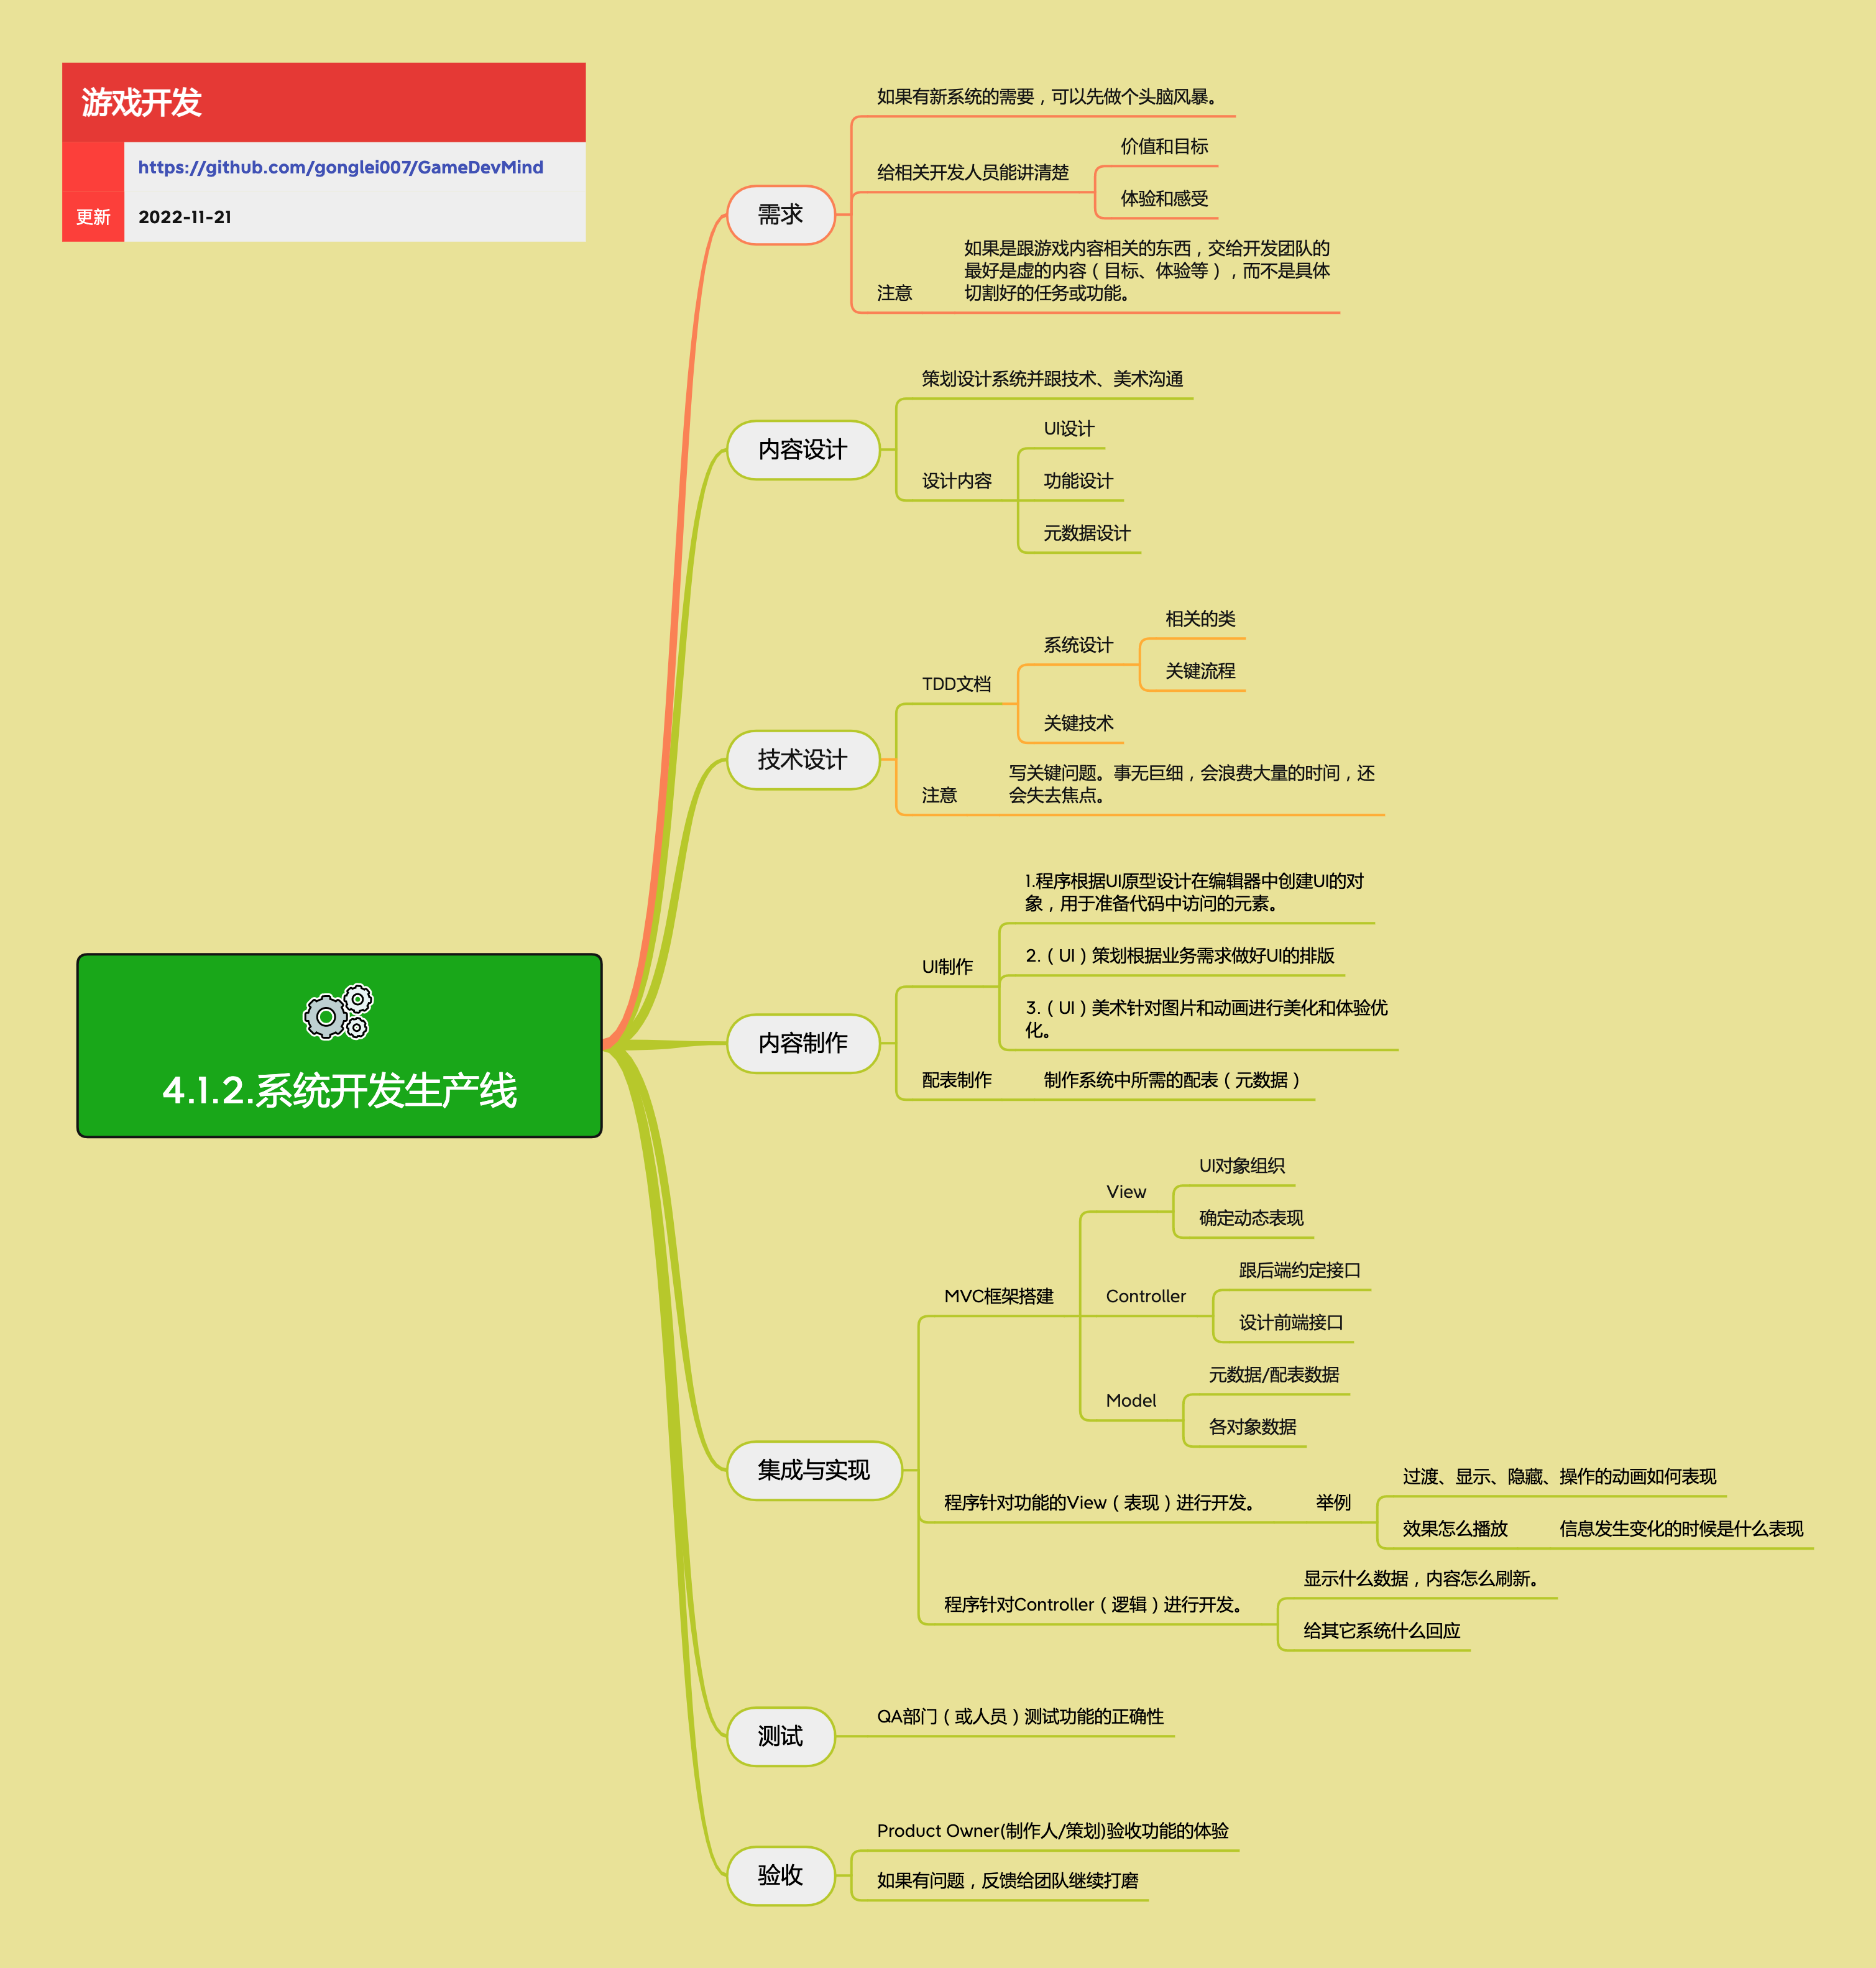 游戏开发
https://github.com/gonglei007/GameDevMind
更新
2022-11-21
4.1.2.系统开发生产线
需求
如果有新系统的需要，可以先做个头脑风暴。
给相关开发人员能讲清楚
价值和目标
体验和感受
注意
如果是跟游戏内容相关的东西，交给开发团队的
最好是虚的内容（目标、体验等），而不是具体
切割好的任务或功能。
内容设计
策划设计系统并跟技术、美术沟通
设计内容
UI设计
功能设计
元数据设计
技术设计
TDD文档
系统设计
相关的类
关键流程
关键技术
注意
写关键问题。事无巨细，会浪费大量的时间，还
会失去焦点。
内容制作
UI制作
1.程序根据UI原型设计在编辑器中创建UI的对
象，用于准备代码中访问的元素。
2.（UI）策划根据业务需求做好UI的排版
3.（UI）美术针对图片和动画进行美化和体验优
化。
配表制作
制作系统中所需的配表（元数据）
集成与实现
MVC框架搭建
View
UI对象组织
确定动态表现
Controller
跟后端约定接口
设计前端接口
Model
元数据/配表数据
各对象数据
程序针对功能的View（表现）进行开发。
举例
过渡、显示、隐藏、操作的动画如何表现
效果怎么播放
信息发生变化的时候是什么表现
程序针对Controller（逻辑）进行开发。
显示什么数据，内容怎么刷新。
给其它系统什么回应
测试
QA部门（或人员）测试功能的正确性
验收
Product Owner(制作人/策划)验收功能的体验
如果有问题，反馈给团队继续打磨